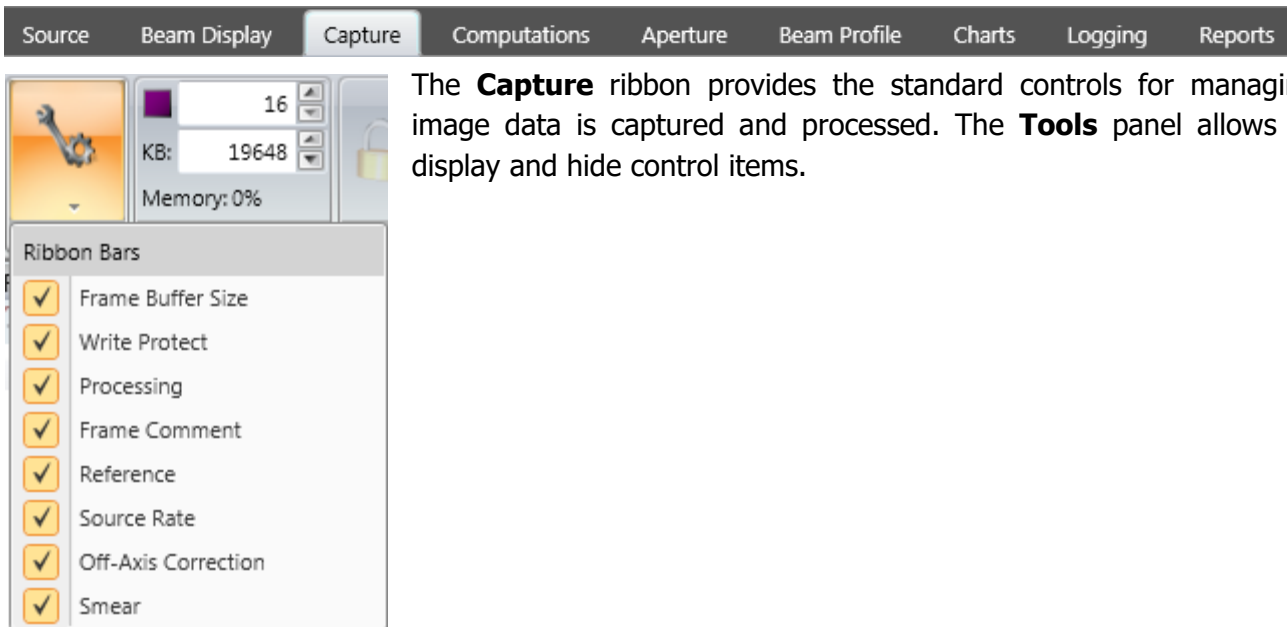 Source Beam Display Capture Computations Aperture Beam Profile Charts Logging Reports
16
KB: 19648
Memory: 0%
The Capture ribbon provides the standard controls for
image data is captured and processed. The Tools panel allows
display and hide control items.
Ribbon Bars
Frame Buffer Size
Write Protect
Processing
Frame Comment
Reference
Source Rate
Off-Axis Correction
Smear